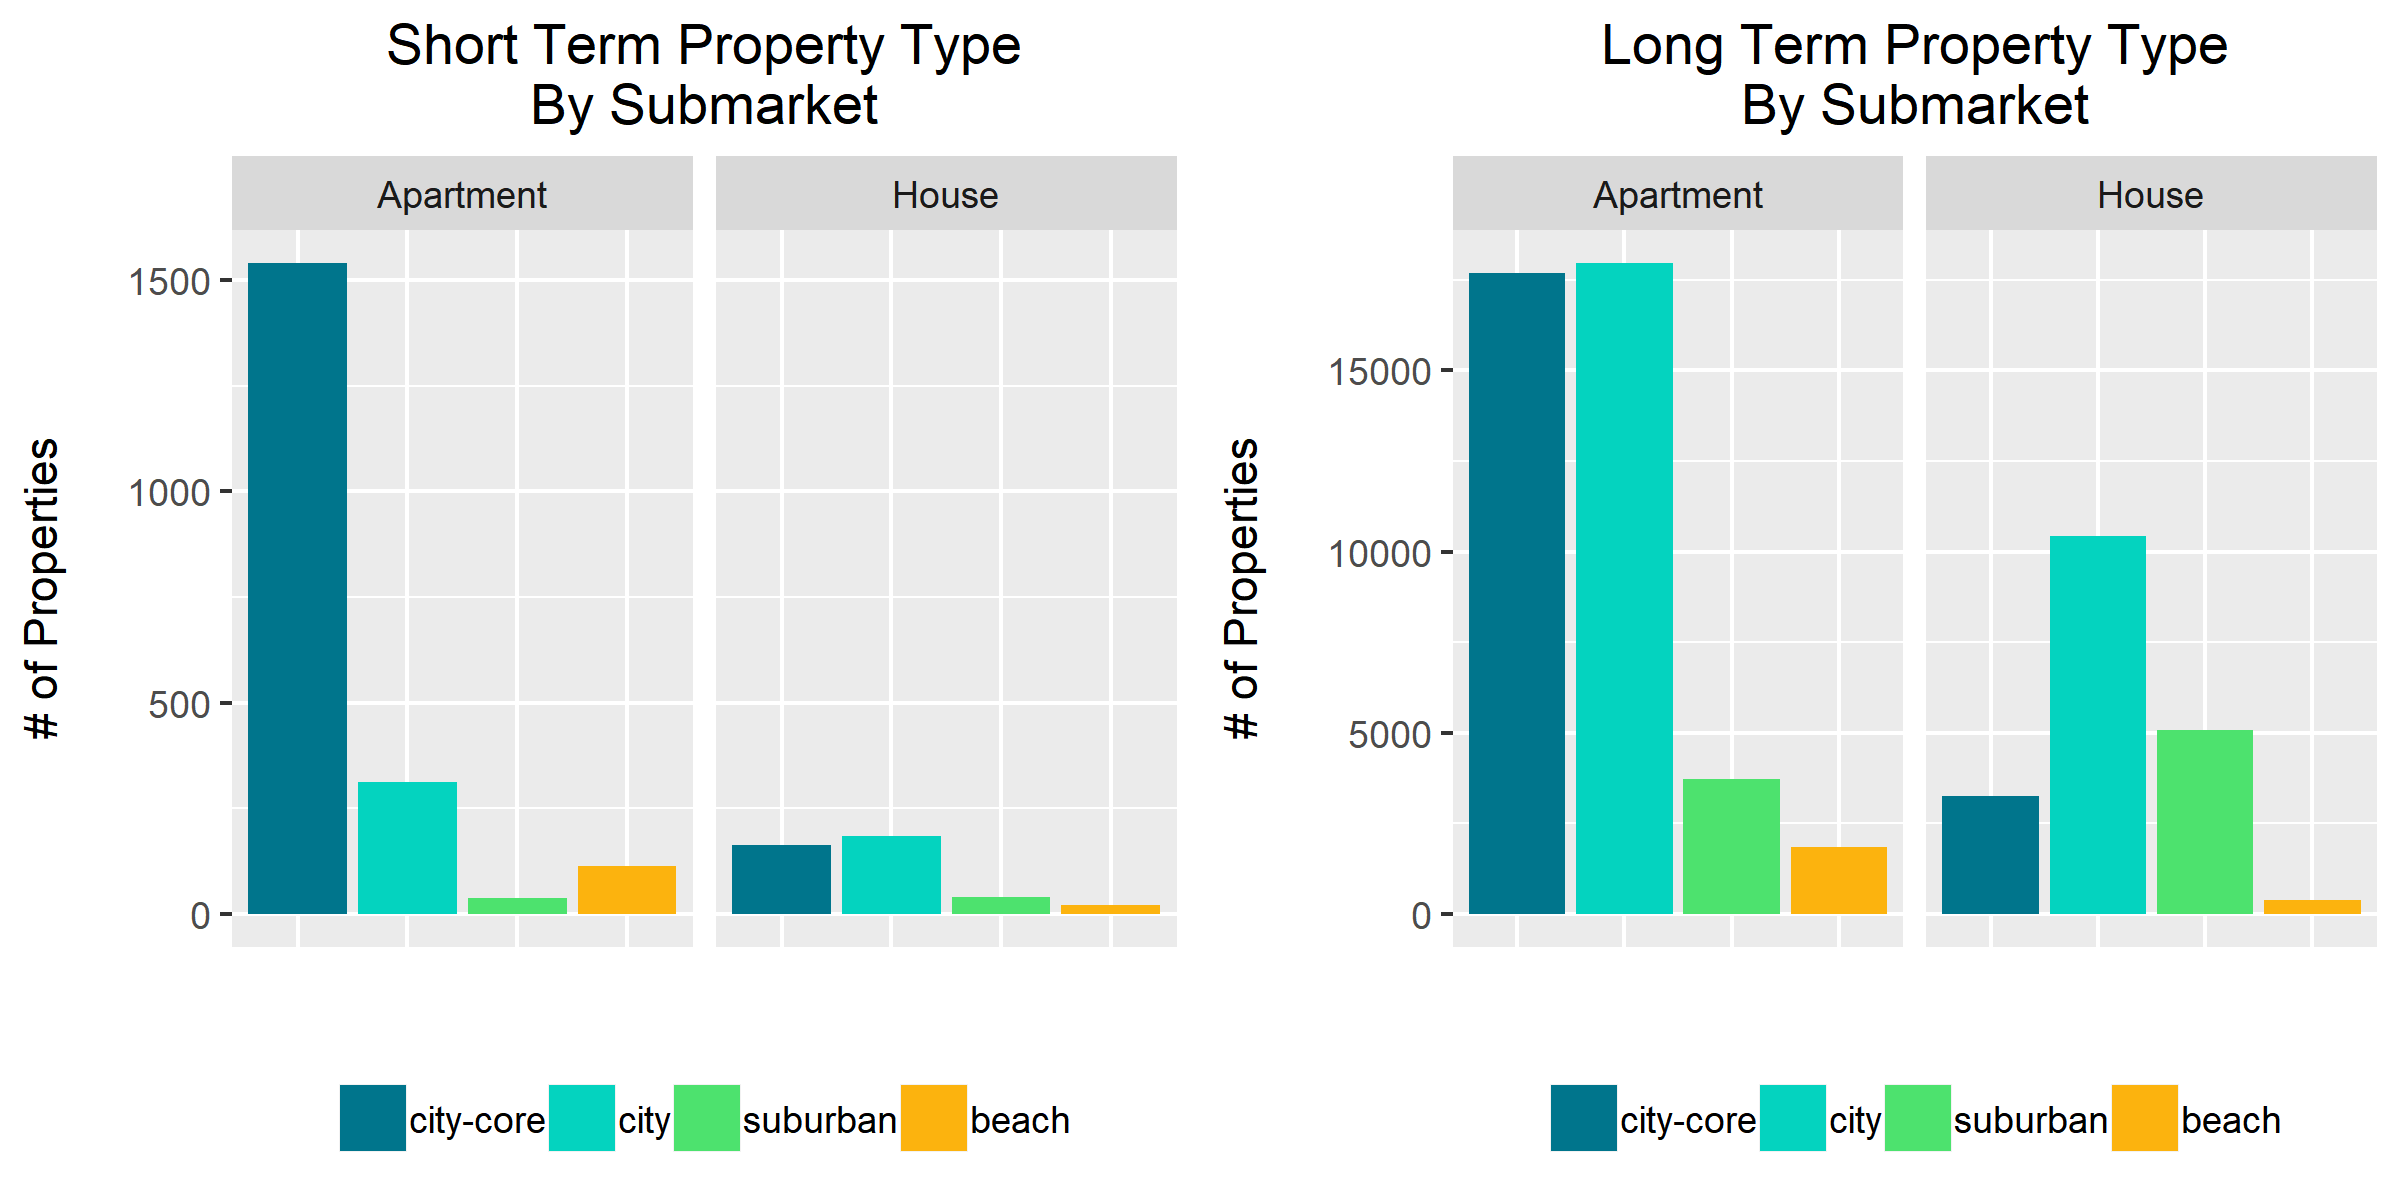 Short Term Property Type
By Submarket
Apartment
House
1500
1000
500
0
# of Properties
city-core
city
suburban
beach
Long Term Property Type
By Submarket
Apartment
House
15000
10000
5000
0
# of Properties
city-core
city
suburban
beach